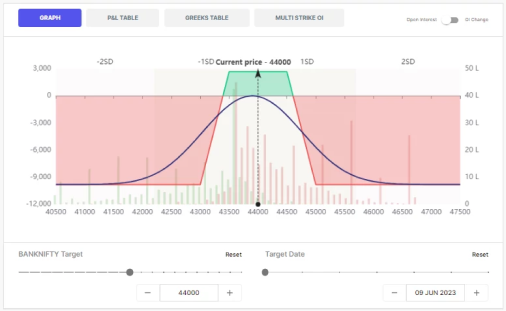 GRAPH P&L TABLE GREEKS TABLE MULTI STRIKE OI Open Interest OI Change
-2SD -1SD Current price - 44000 1SD 2SD
3,000 50 L
0 40 L
-3,000 30 L
-6,000 20 L
-9,000 10 L
-12,000 0
40500 41000 41500 42000 42500 43000 43500 44000 44500 45000 45500 46000 46500 47000 47500
BANKNIFTY Target Reset Target Date Reset
− 44000 + − 09 JUN 2023 +